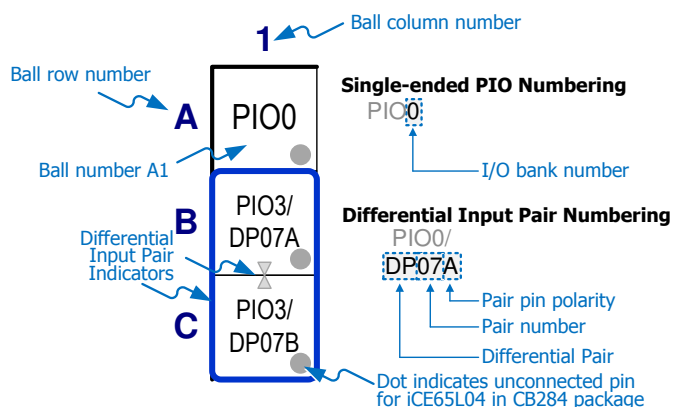 1
Ball column number
Ball row number
A
PIO0
Ball number A1
Single-ended PIO Numbering
PIO0
I/O bank number
B
PIO3/
DP07A
Differential
Input Pair
Indicators
C
PIO3/
DP07B
Differential Input Pair Numbering
PIO0/
DP07A
Pair pin polarity
Pair number
Differential Pair
Dot indicates unconnected pin
for iCE65L04 in CB284 package